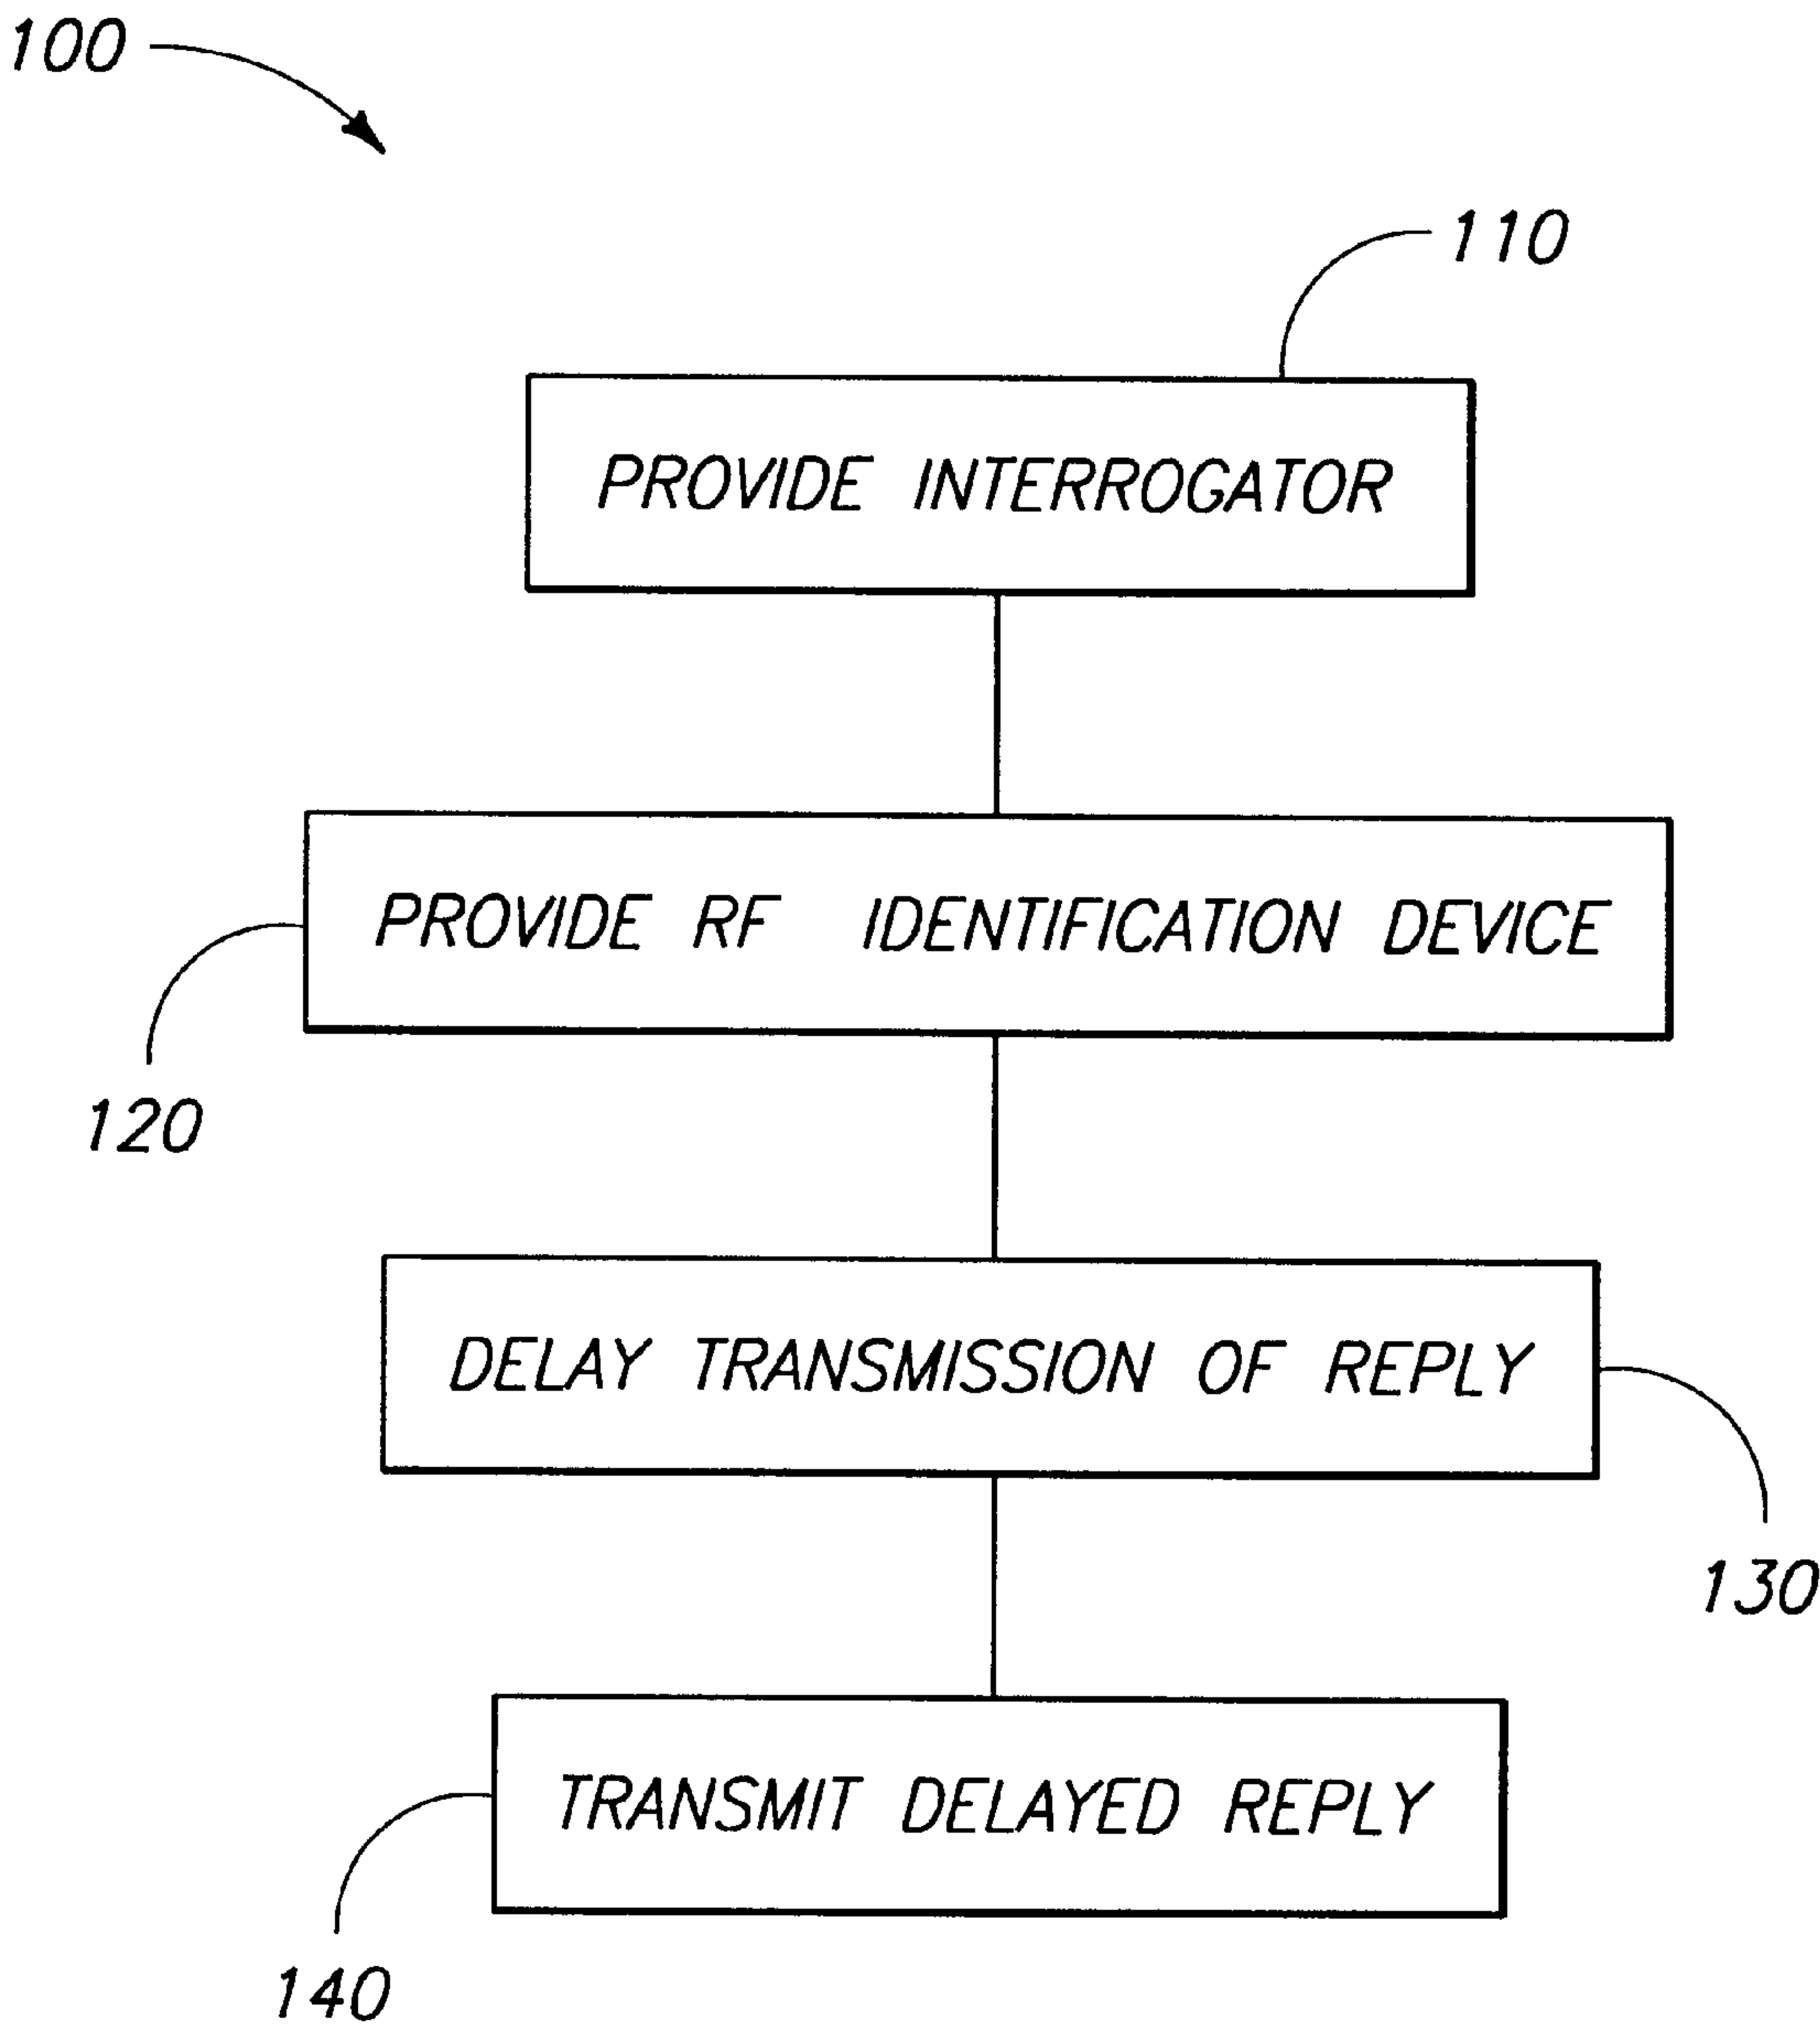 100
110
PROVIDE INTERROGATOR
PROVIDE RF IDENTIFICATION DEVICE
120
DELAY TRANSMISSION OF REPLY
130
TRANSMIT DELAYED REPLY
140